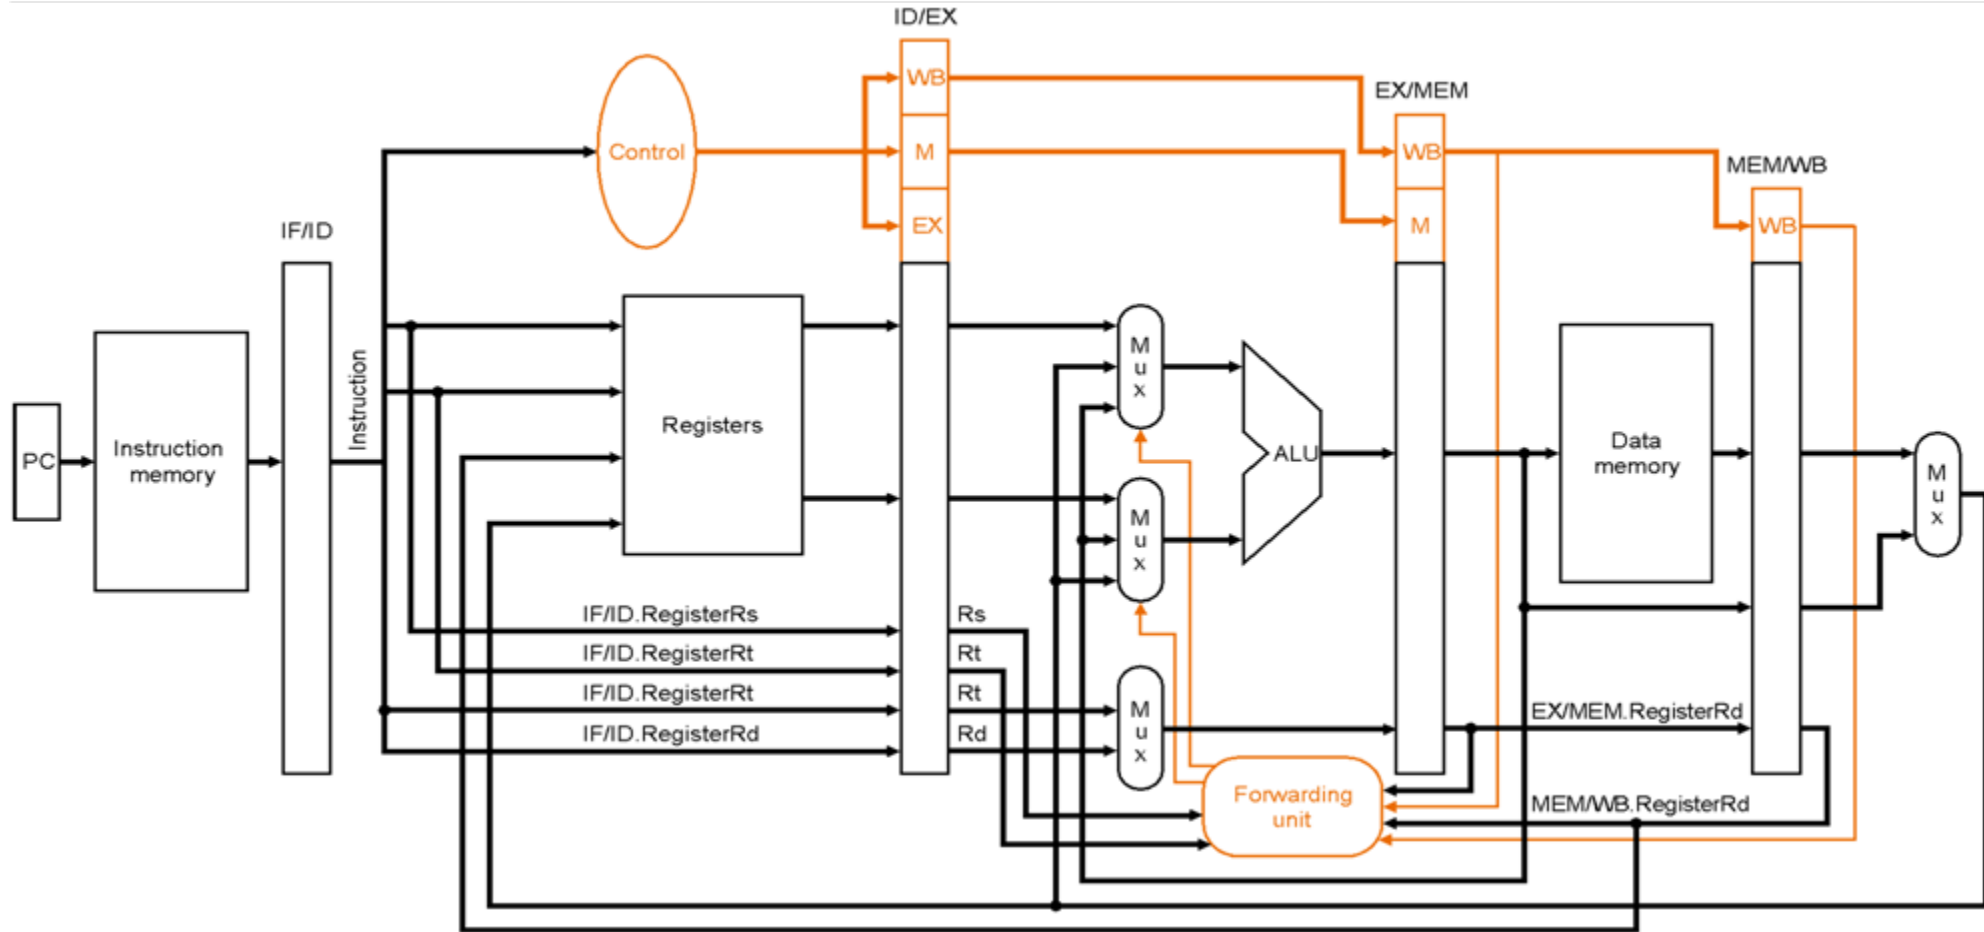 ID/EX
WB
EX/MEM
Control
M
WB
MEM/WB
IF/ID
EX
M
WB
Instruction
M
u
x
PC
Instruction
memory
Registers
ALU
Data
memory
M
u
x
M
u
x
IF/ID.RegisterRs
Rs
IF/ID.RegisterRt
Rt
IF/ID.RegisterRt
Rt
IF/ID.RegisterRd
Rd
M
u
x
EX/MEM.RegisterRd
Forwarding
unit
MEM/WB.RegisterRd